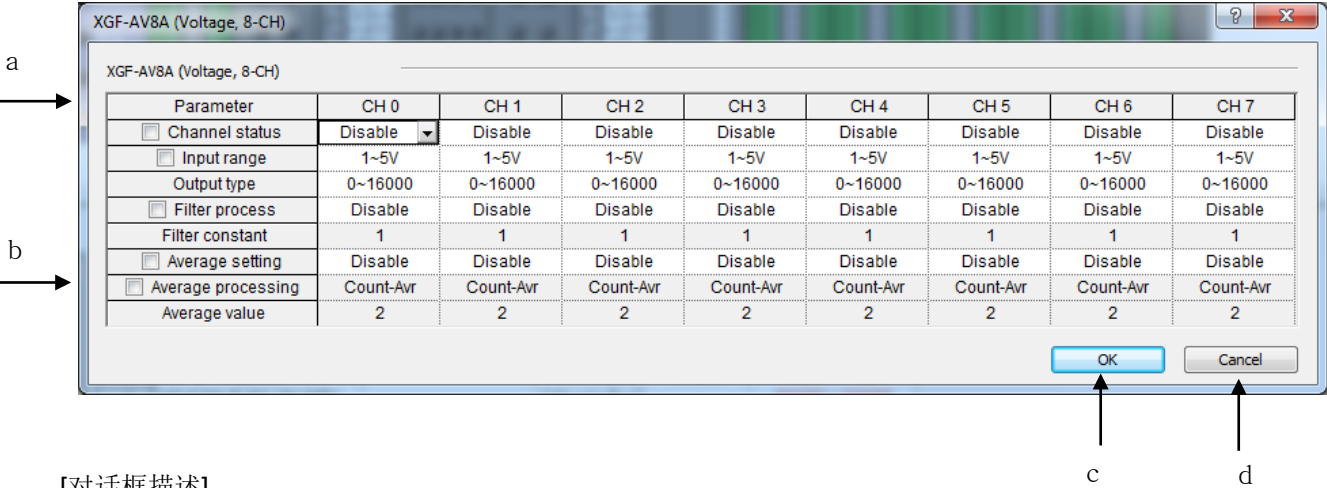 XGF-AV8A (Voltage, 8-CH)
a
XGF-AV8A (Voltage, 8-CH)
Parameter CH 0 CH 1 CH 2 CH 3 CH 4 CH 5 CH 6 CH 7
Channel status Disable Disable Disable Disable Disable Disable Disable Disable
Input range 1~5V 1~5V 1~5V 1~5V 1~5V 1~5V 1~5V 1~5V
Output type 0~16000 0~16000 0~16000 0~16000 0~16000 0~16000 0~16000 0~16000
Filter process Disable Disable Disable Disable Disable Disable Disable Disable
Filter constant 1 1 1 1 1 1 1 1
b
Average setting Disable Disable Disable Disable Disable Disable Disable Disable
Average processing Count-Avr Count-Avr Count-Avr Count-Avr Count-Avr Count-Avr Count-Avr Count-Avr
Average value 2 2 2 2 2 2 2 2
OK Cancel
c d
[对话框描述]